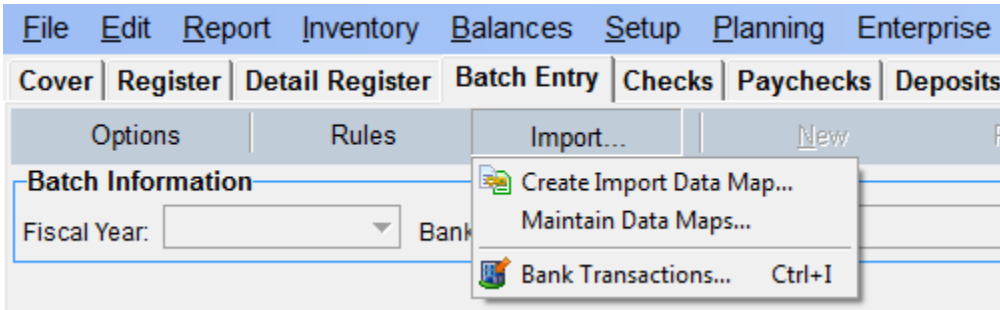 File Edit Report Inventory Balances Setup Planning Enterprise
Cover Register Detail Register Batch Entry Checks Paychecks Deposits
Options Rules Import... New
Batch Information
Create Import Data Map...
Fiscal Year: Bank
Maintain Data Maps...
Bank Transactions... Ctrl+I